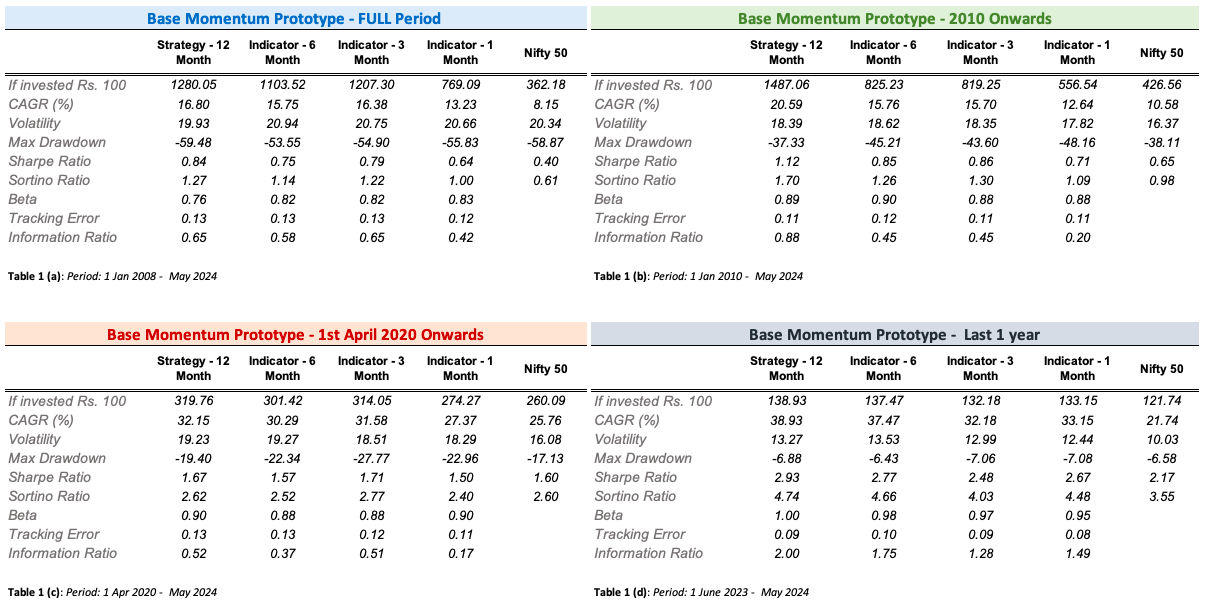 Base Momentum Prototype - FULL Period
Strategy - 12 Month Indicator - 6 Month Indicator - 3 Month Indicator - 1 Month Nifty 50
If invested Rs. 100 1280.05 1103.52 1207.30 769.09 362.18
CAGR (%) 16.80 15.75 16.38 13.23 8.15
Volatility 19.93 20.94 20.75 20.66 20.34
Max Drawdown -59.48 -53.55 -54.90 -55.83 -58.87
Sharpe Ratio 0.84 0.75 0.79 0.64 0.40
Sortino Ratio 1.27 1.14 1.22 1.00 0.61
Beta 0.76 0.82 0.82 0.83
Tracking Error 0.13 0.13 0.13 0.12
Information Ratio 0.65 0.58 0.65 0.42
Table 1 (a): Period: 1 Jan 2008 - May 2024
Base Momentum Prototype - 2010 Onwards
Strategy - 12 Month Indicator - 6 Month Indicator - 3 Month Indicator - 1 Month Nifty 50
If invested Rs. 100 1487.06 825.23 819.25 556.54 426.56
CAGR (%) 20.59 15.76 15.70 12.64 10.58
Volatility 18.39 18.62 18.35 17.82 16.37
Max Drawdown -37.33 -45.21 -43.60 -48.16 -38.11
Sharpe Ratio 1.12 0.85 0.86 0.71 0.65
Sortino Ratio 1.70 1.26 1.30 1.09 0.98
Beta 0.89 0.90 0.88 0.88
Tracking Error 0.11 0.12 0.11 0.11
Information Ratio 0.88 0.45 0.45 0.20
Table 1 (b): Period: 1 Jan 2010 - May 2024
Base Momentum Prototype - 1st April 2020 Onwards
Strategy - 12 Month Indicator - 6 Month Indicator - 3 Month Indicator - 1 Month Nifty 50
If invested Rs. 100 319.76 301.42 314.05 274.27 260.09
CAGR (%) 32.15 30.29 31.58 27.37 25.76
Volatility 19.23 19.27 18.51 18.29 16.08
Max Drawdown -19.40 -22.34 -27.77 -22.96 -17.13
Sharpe Ratio 1.67 1.57 1.71 1.50 1.60
Sortino Ratio 2.62 2.52 2.77 2.40 2.60
Beta 0.90 0.88 0.88 0.90
Tracking Error 0.13 0.13 0.12 0.11
Information Ratio 0.52 0.37 0.51 0.17
Table 1 (c): Period: 1 Apr 2020 - May 2024
Base Momentum Prototype - Last 1 year
Strategy - 12 Month Indicator - 6 Month Indicator - 3 Month Indicator - 1 Month Nifty 50
If invested Rs. 100 138.93 137.47 132.18 133.15 121.74
CAGR (%) 38.93 37.47 32.18 33.15 21.74
Volatility 13.27 13.53 12.99 12.44 10.03
Max Drawdown -6.88 -6.43 -7.06 -7.08 -6.58
Sharpe Ratio 2.93 2.77 2.48 2.67 2.17
Sortino Ratio 4.74 4.66 4.03 4.48 3.55
Beta 1.00 0.98 0.97 0.95
Tracking Error 0.09 0.10 0.09 0.08
Information Ratio 2.00 1.75 1.28 1.49
Table 1 (d): Period: 1 June 2023 - May 2024